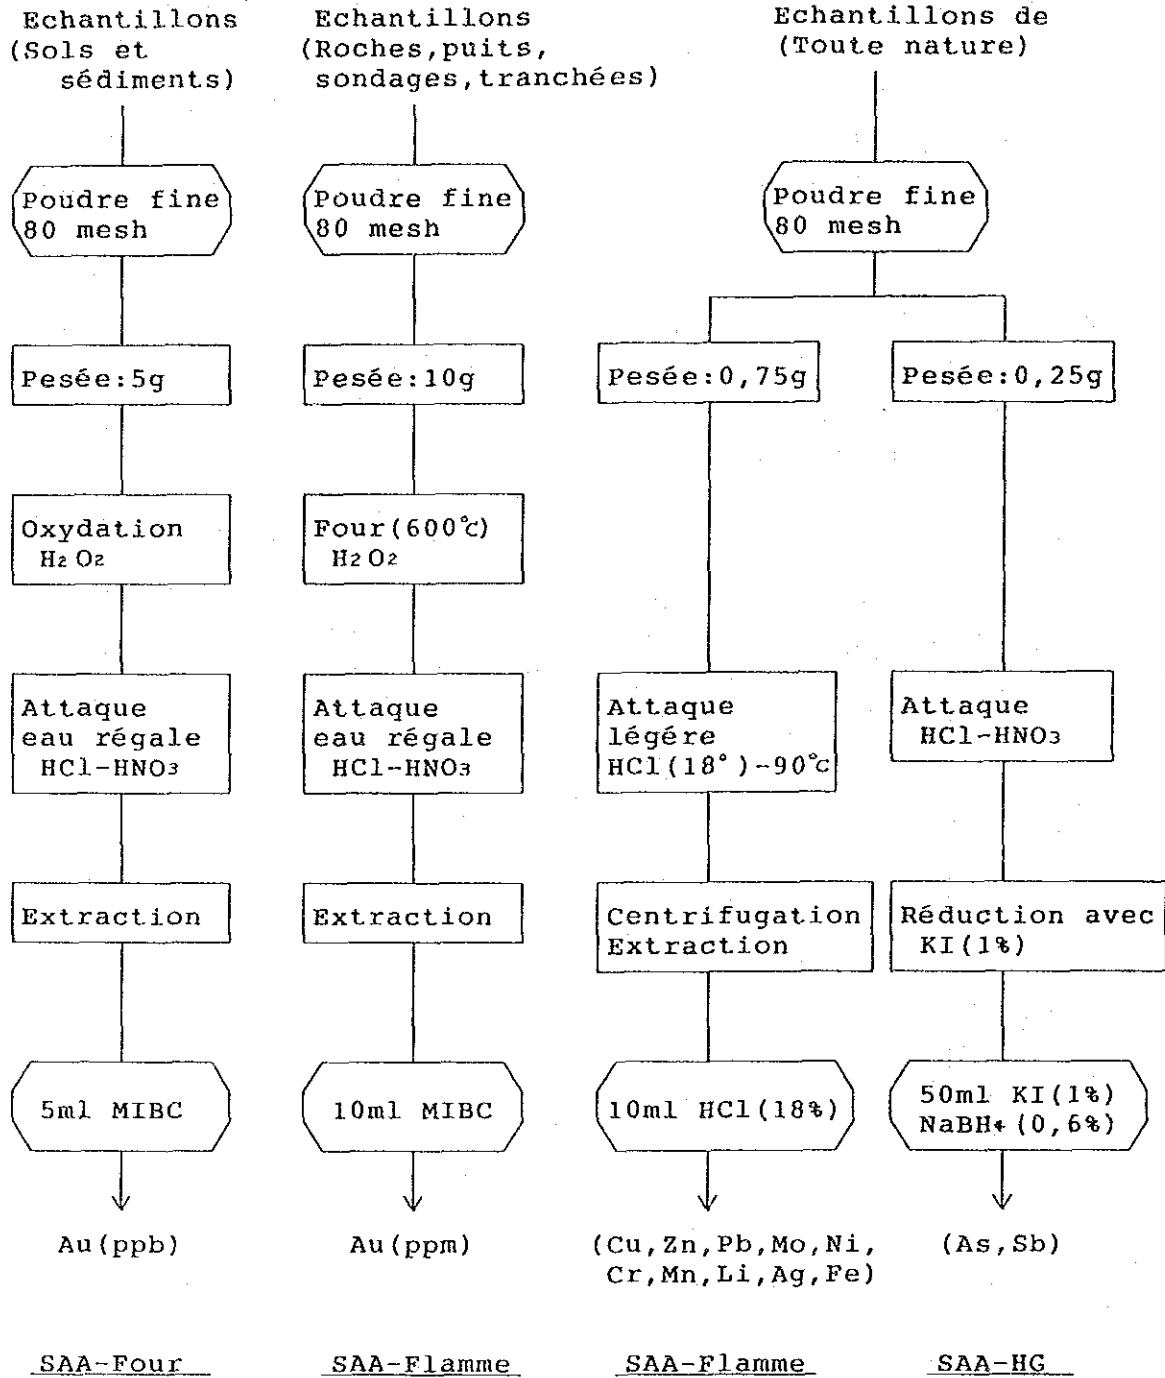 Echantillons
(Sols et
sédiments)
Echantillons
(Roches,puits,
sondages,tranchées)
Echantillons de
(Toute nature)
Poudre fine
80 mesh
Poudre fine
80 mesh
Poudre fine
80 mesh
Pesée:5g
Pesée:10g
Pesée:0,75g
Pesée:0,25g
Oxydation
H2O2
Four(600℃)
H2O2
Attaque
eau régale
HCl-HNO3
Attaque
eau régale
HCl-HNO3
Attaque
légére
HCl(18°)-90℃
Attaque
HCl-HNO3
Extraction
Extraction
Centrifugation
Extraction
Réduction avec
KI(1%)
5ml MIBC
10ml MIBC
10ml HCl(18%)
50ml KI(1%)
NaBH4(0,6%)
Au(ppb)
Au(ppm)
(Cu,Zn,Pb,Mo,Ni,
Cr,Mn,Li,Ag,Fe)
(As,Sb)
SAA-Four
SAA-Flamme
SAA-Flamme
SAA-HG